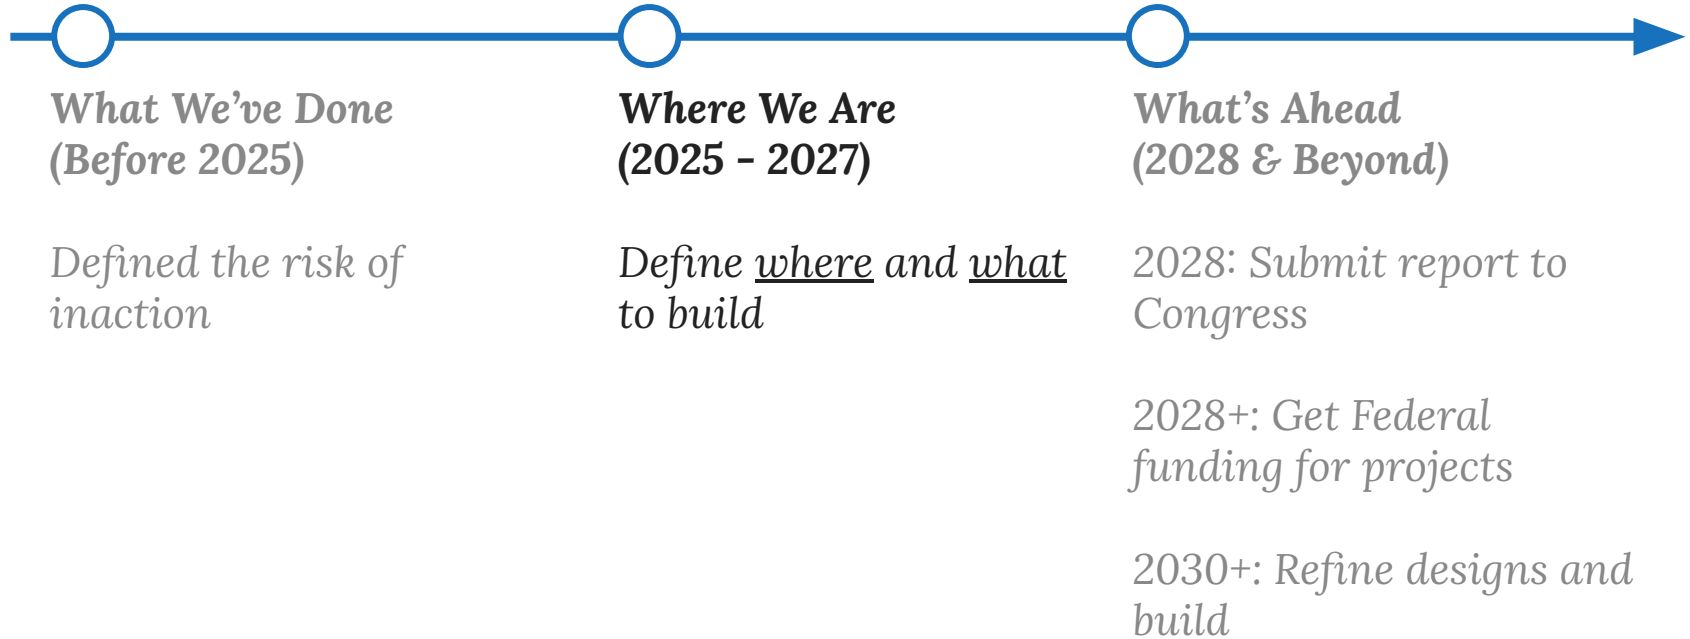 What We’ve Done
(Before 2025)
Defined the risk of
inaction
Where We Are
(2025 – 2027)
Define where and what
to build
What’s Ahead
(2028 & Beyond)
2028: Submit report to
Congress
2028+: Get Federal
funding for projects
2030+: Refine designs and
build